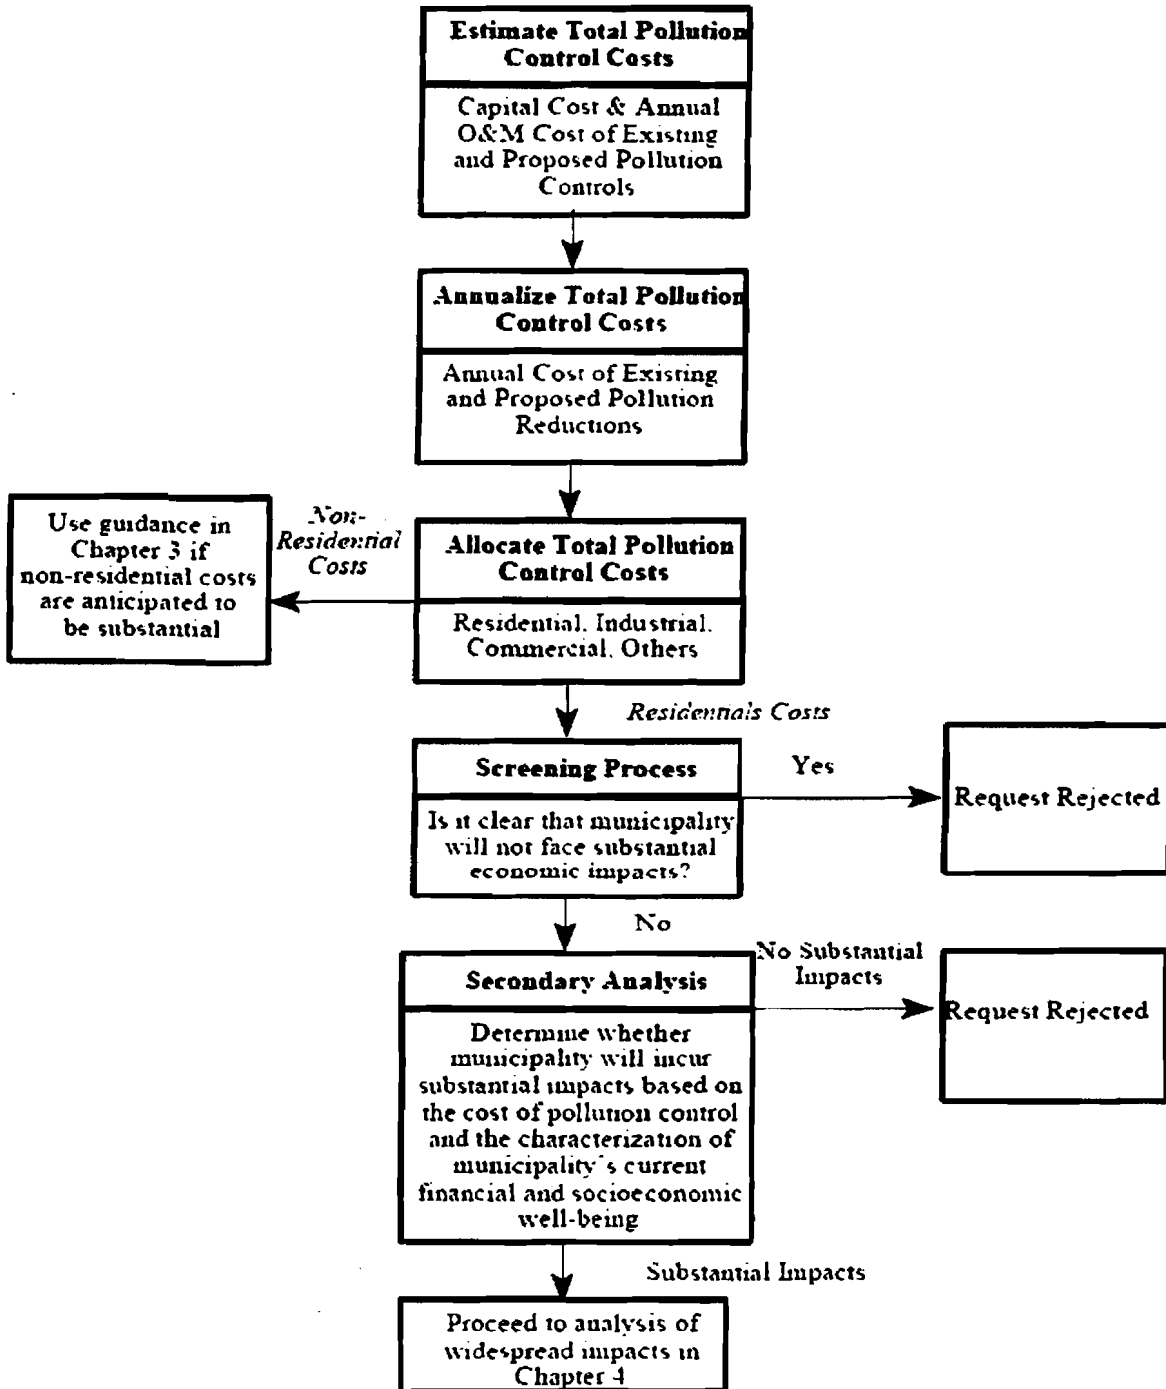 Estimate Total Pollution
Control Costs
Capital Cost & Annual
O&M Cost of Existing
and Proposed Pollution
Controls
Annualize Total Pollution
Control Costs
Annual Cost of Existing
and Proposed Pollution
Reductions
Non-
Residential
Costs
Use guidance in
Chapter 3 if
non-residential costs
are anticipated to
be substantial
Allocate Total Pollution
Control Costs
Residential, Industrial,
Commercial, Others
Residentials Costs
Screening Process
Is it clear that municipality
will not face substantial
economic impacts?
Yes
Request Rejected
No
Secondary Analysis
Determine whether
municipality will incur
substantial impacts based on
the cost of pollution control
and the characterization of
municipality's current
financial and socioeconomic
well-being
No Substantial
Impacts
Request Rejected
Substantial Impacts
Proceed to analysis of
widespread impacts in
Chapter 4